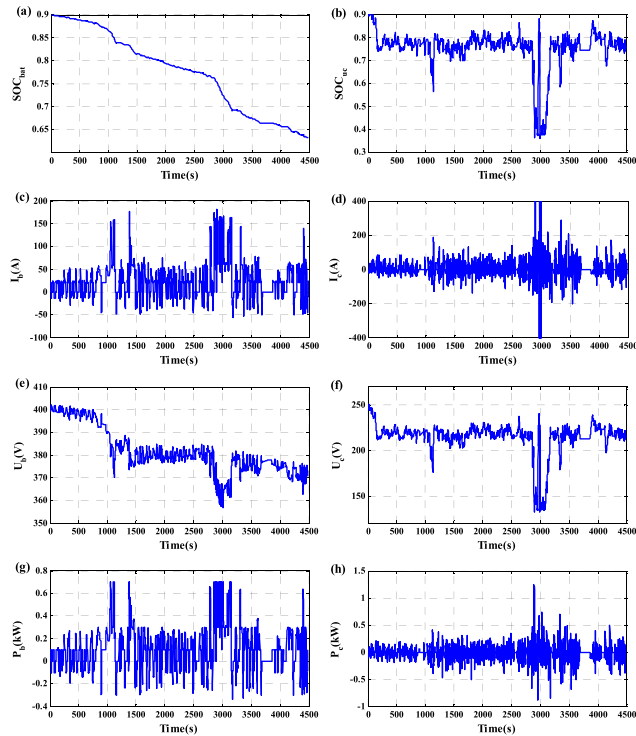 (a)
0.9
0.85
0.8
0.75
0.7
0.65
SOCbat
0 500 1000 1500 2000 2500 3000 3500 4000 4500
Time(s)
(b)
0.9
0.8
0.7
0.6
0.5
0.4
0.3
SOCuc
0 500 1000 1500 2000 2500 3000 3500 4000 4500
Time(s)
(c)
200
150
100
50
0
-50
-100
Ib(A)
0 500 1000 1500 2000 2500 3000 3500 4000 4500
Time(s)
(d)
400
200
0
-200
-400
Ic(A)
0 500 1000 1500 2000 2500 3000 3500 4000 4500
Time(s)
(e)
410
400
390
380
370
360
350
Ub(V)
0 500 1000 1500 2000 2500 3000 3500 4000 4500
Time(s)
(f)
250
200
150
Uc(V)
0 500 1000 1500 2000 2500 3000 3500 4000 4500
Time(s)
(g)
0.8
0.6
0.4
0.2
0
-0.2
-0.4
Pb(kW)
0 500 1000 1500 2000 2500 3000 3500 4000 4500
Time(s)
(h)
1.5
1
0.5
0
-0.5
-1
Pc(kW)
0 500 1000 1500 2000 2500 3000 3500 4000 4500
Time(s)